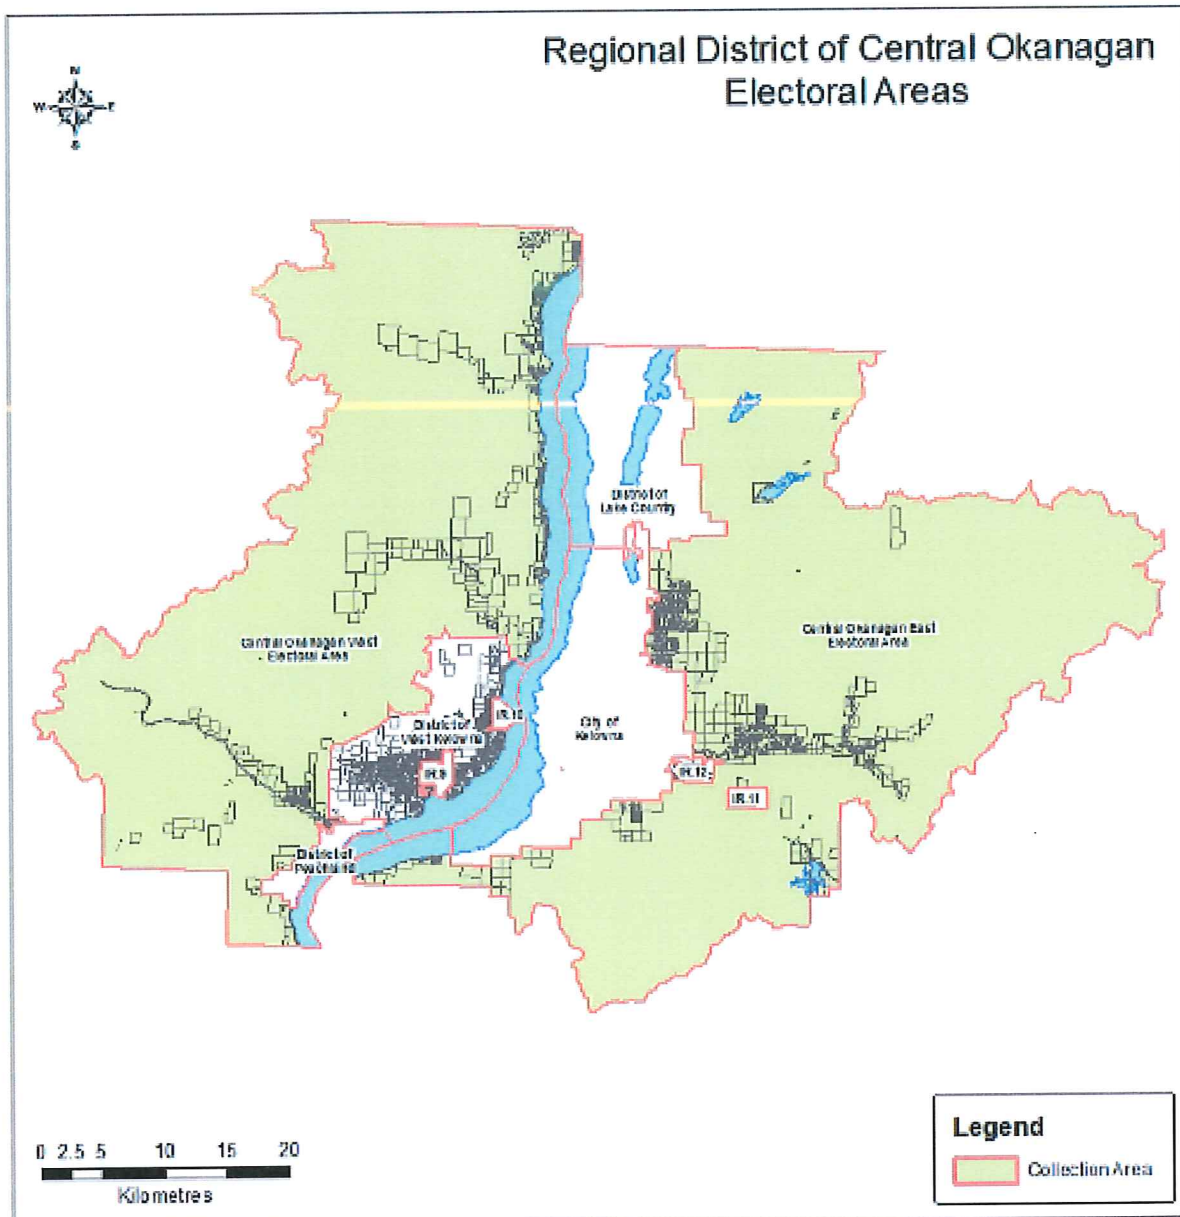 Regional District of Central Okanagan
Electoral Areas
N
W
E
S
District of
Lake Country
Central Okanagan West
Electoral Area
Central Okanagan East
Electoral Area
IR.10
District of
West Kelowna
City of
Kelowna
IR.9
IR.12
IR.11
District of
Peachland
Legend
Collection Area
0 2.5 5 10 15 20
Kilometres